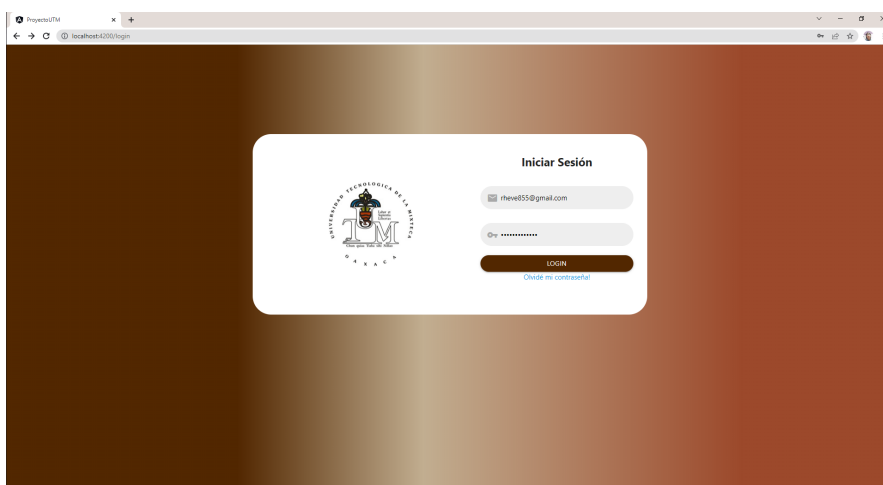 ProyectoUTM
localhost:4200/login
Iniciar Sesión
UNIVERSIDAD TECNOLOGICA DE LA MIXTECA
UTM
OAXACA
rheve855@gmail.com
•••••••••••••
LOGIN
Olvidé mi contraseña!